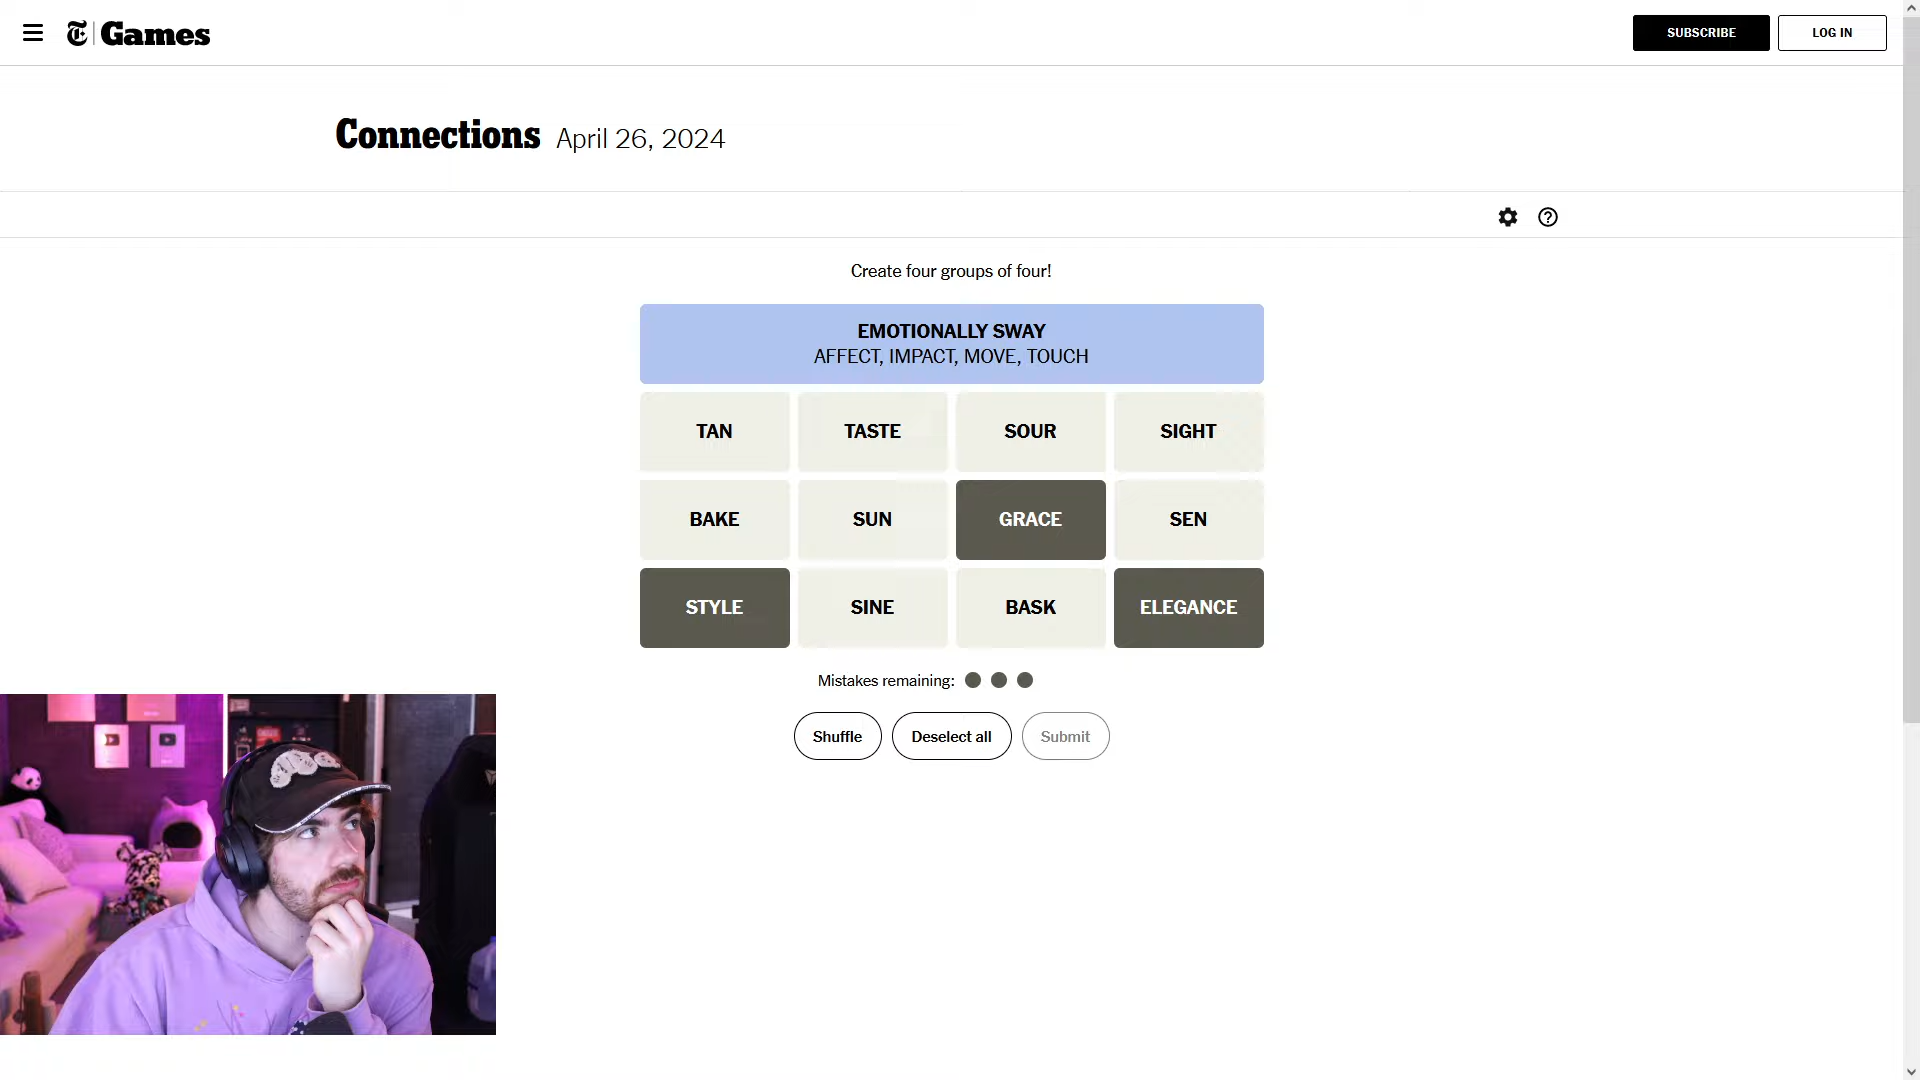 Games
SUBSCRIBE
LOG IN
Connections April 26, 2024
Create four groups of four!
EMOTIONALLY SWAY
AFFECT, IMPACT, MOVE, TOUCH
TAN TASTE SOUR SIGHT
BAKE SUN GRACE SEN
STYLE SINE BASK ELEGANCE
Mistakes remaining:
Shuffle Deselect all Submit